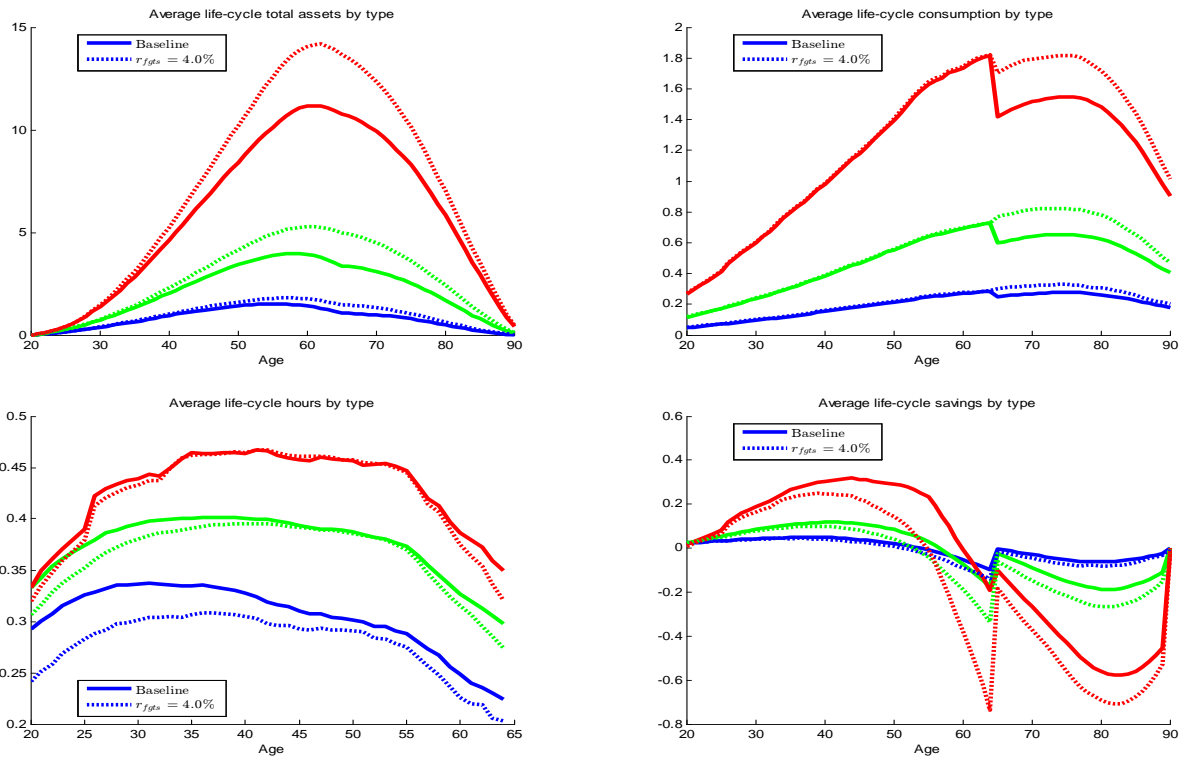 Average life-cycle total assets by type
Baseline
r_fgts = 4.0%
15
10
5
0
20 30 40 50 60 70 80 90
Age
Average life-cycle consumption by type
Baseline
r_fgts = 4.0%
2
1.8
1.6
1.4
1.2
1
0.8
0.6
0.4
0.2
0
20 30 40 50 60 70 80 90
Age
Average life-cycle hours by type
0.5
0.45
0.4
0.35
0.3
0.25
0.2
Baseline
r_fgts = 4.0%
20 25 30 35 40 45 50 55 60 65
Age
Average life-cycle savings by type
Baseline
r_fgts = 4.0%
0.6
0.4
0.2
0
-0.2
-0.4
-0.6
-0.8
20 30 40 50 60 70 80 90
Age